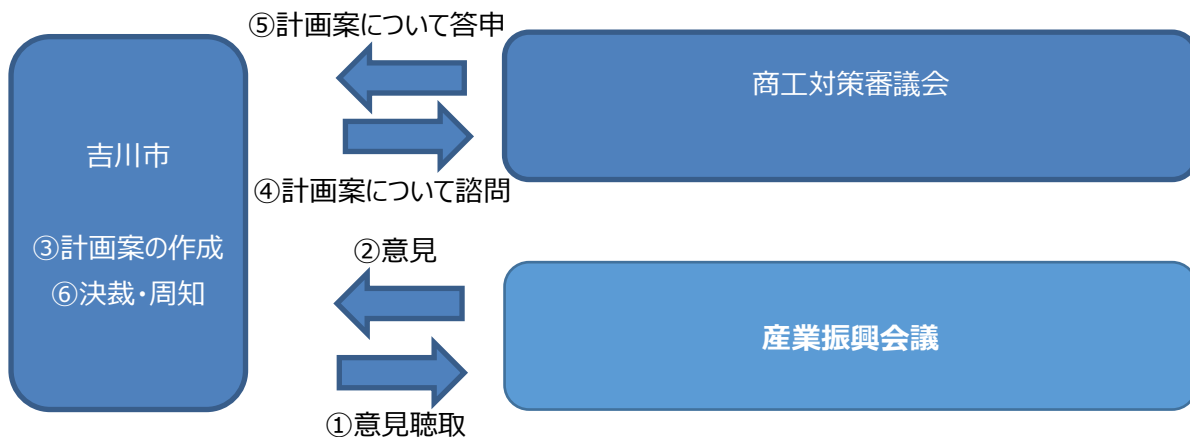 ⑤計画案について答申
商工対策審議会
吉川市
④計画案について諮問
③計画案の作成
②意見
⑥決裁・周知
産業振興会議
①意見聴取